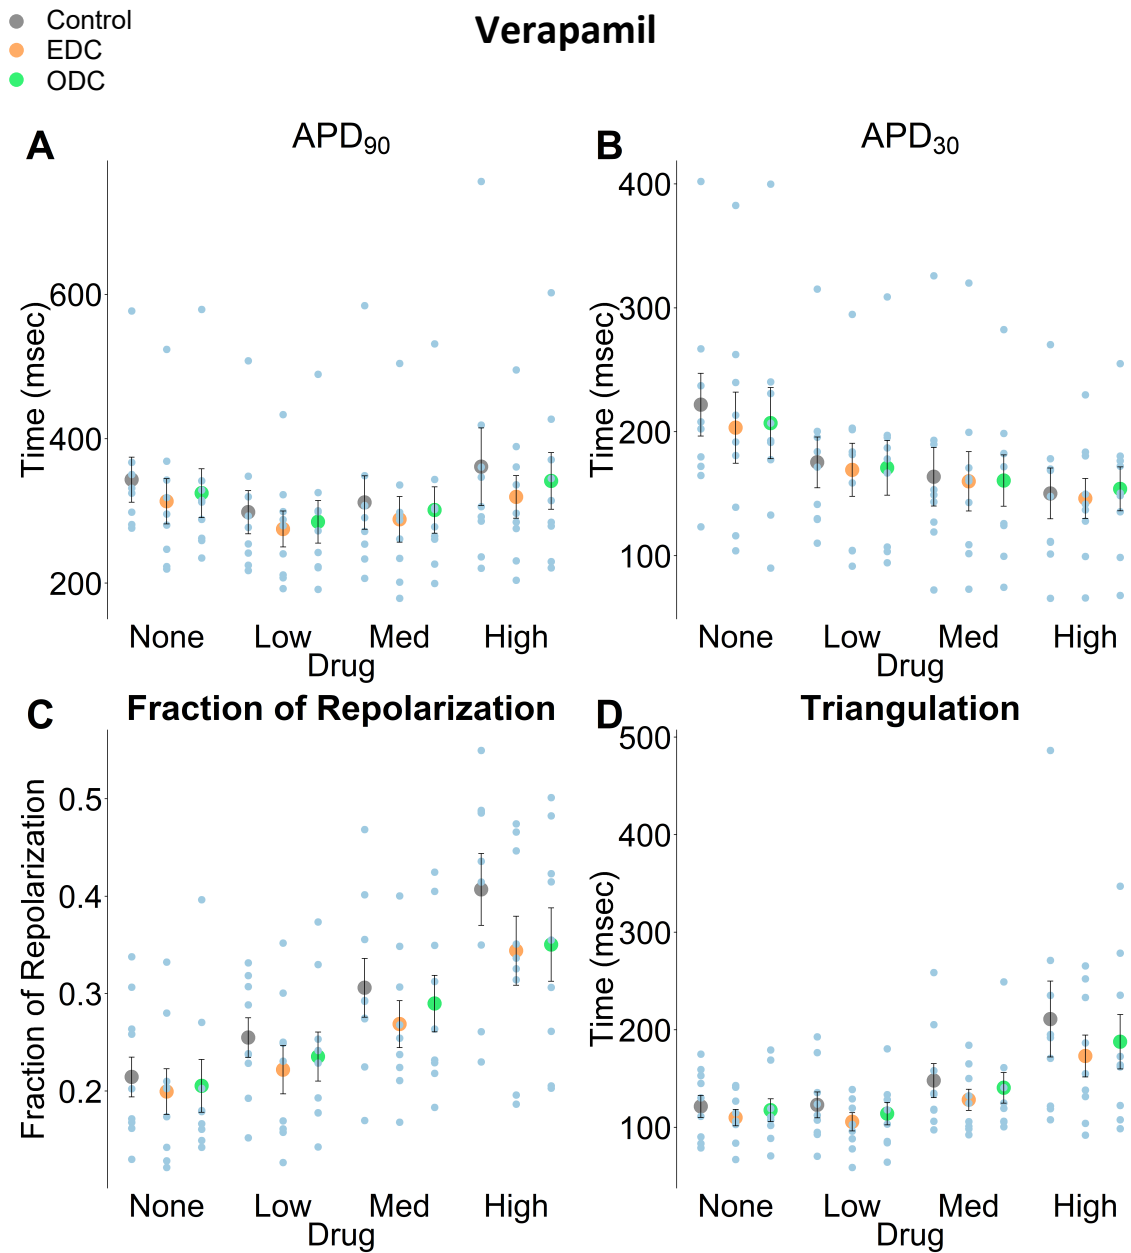 Verapamil
Control
EDC
ODC
A
APD90
Time (msec)
600
400
200
None Low Med High
Drug
B
APD30
Time (msec)
400
300
200
100
None Low Med High
Drug
C
Fraction of Repolarization
Fraction of Repolarization
0.5
0.4
0.3
0.2
None Low Med High
Drug
D
Triangulation
Time (msec)
500
400
300
200
100
None Low Med High
Drug